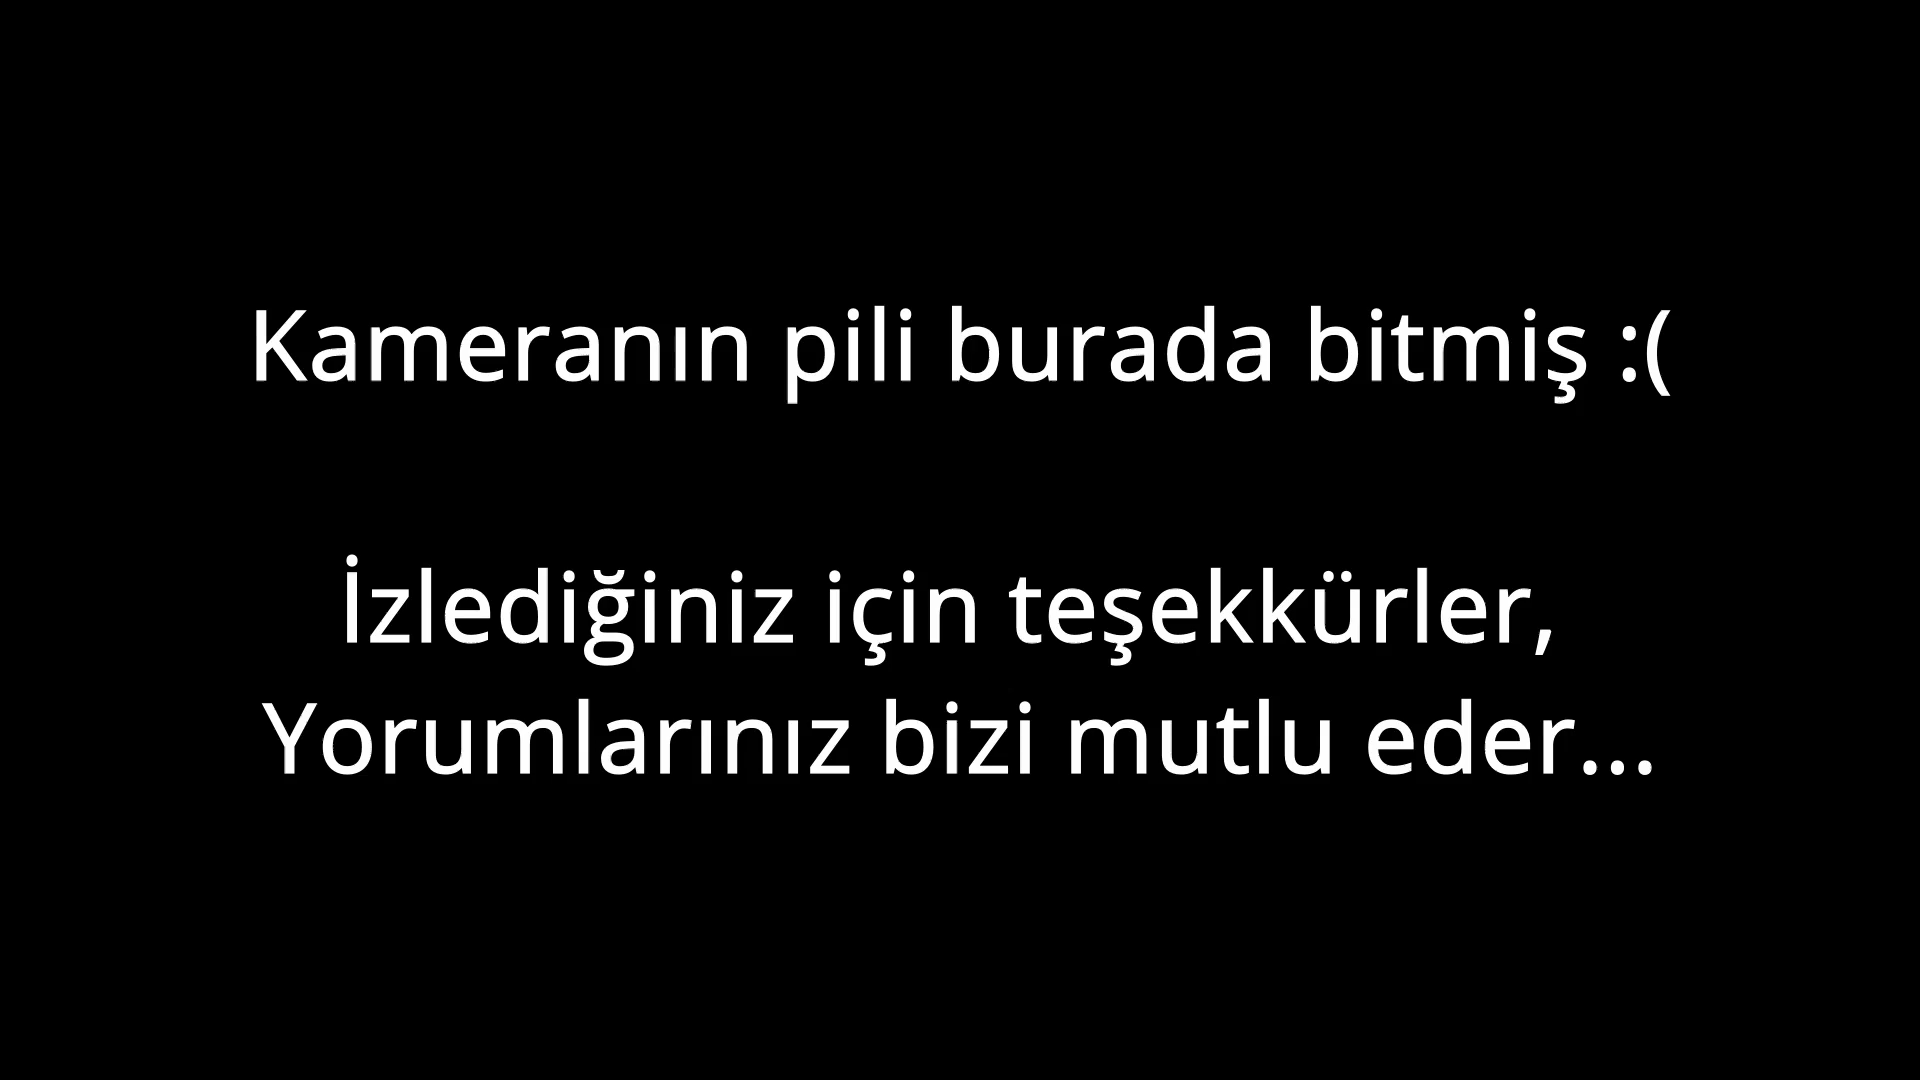 Kameranın pili burada bitmiş :(
İzlediğiniz için teşekkürler,
Yorumlarınız bizi mutlu eder...